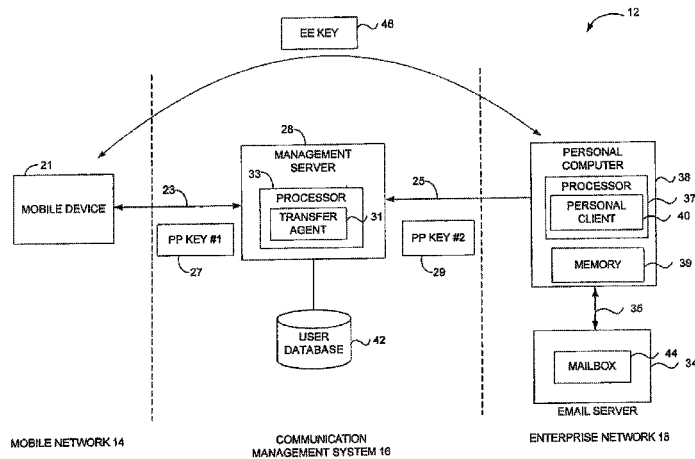 EE KEY
46
12
28
MANAGEMENT
SERVER
33
PROCESSOR
TRANSFER
AGENT
31
21
MOBILE DEVICE
23
25
PP KEY #1
27
PP KEY #2
29
PERSONAL
COMPUTER
38
PROCESSOR
37
PERSONAL
CLIENT
40
MEMORY
39
35
USER
DATABASE
42
MAILBOX
44
34
EMAIL SERVER
MOBILE NETWORK 14
COMMUNICATION
MANAGEMENT SYSTEM 16
ENTERPRISE NETWORK 18